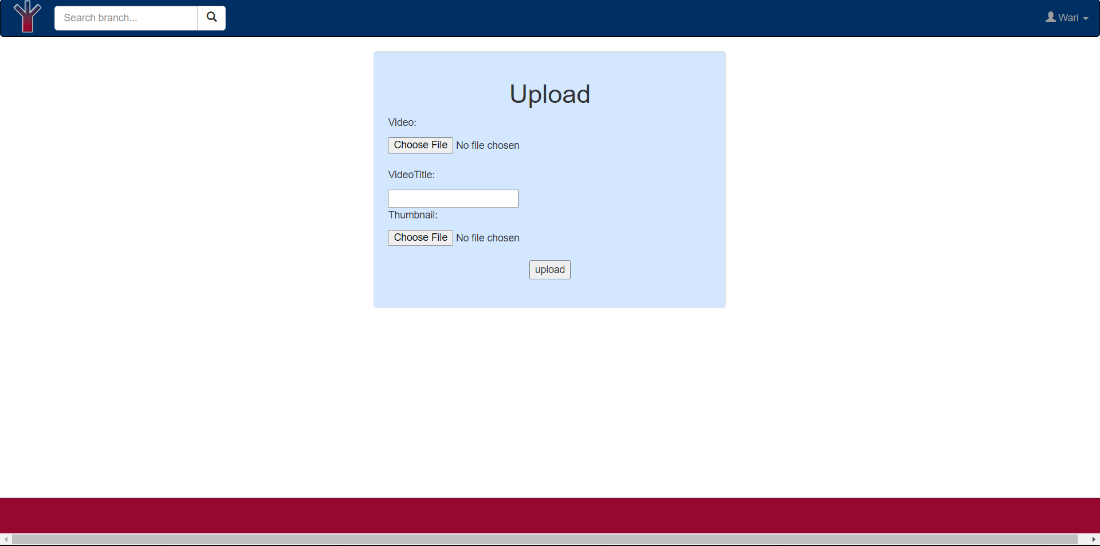 Search branch...
Wari
Upload
Video:
Choose File No file chosen
VideoTitle:
Thumbnail:
Choose File No file chosen
upload